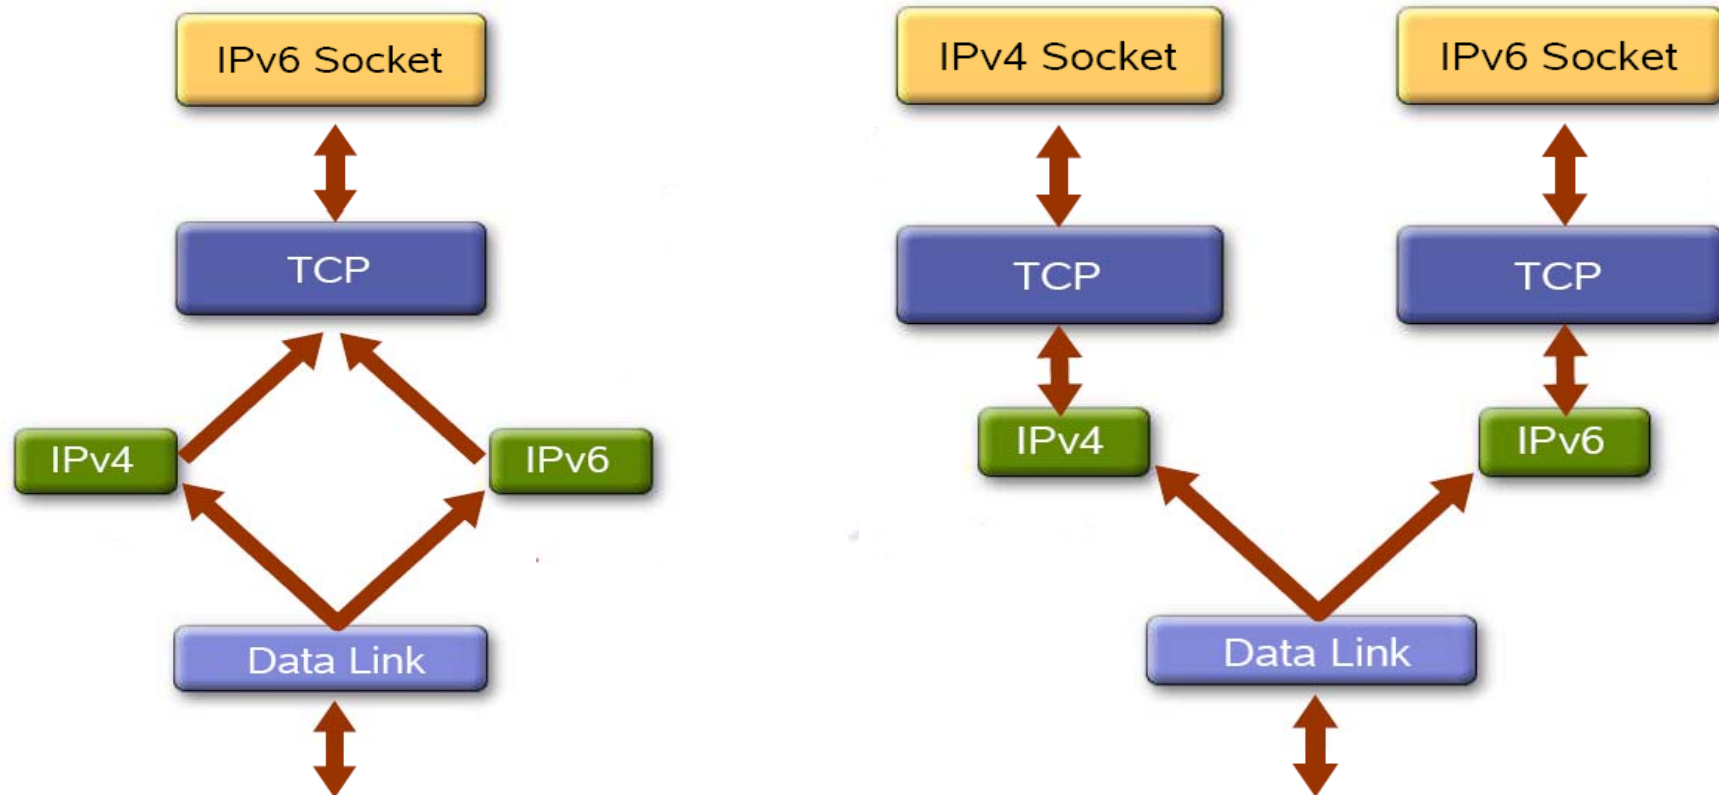 IPv6 Socket
TCP
IPv4
IPv6
Data Link
IPv4 Socket
IPv6 Socket
TCP
TCP
IPv4
IPv6
Data Link